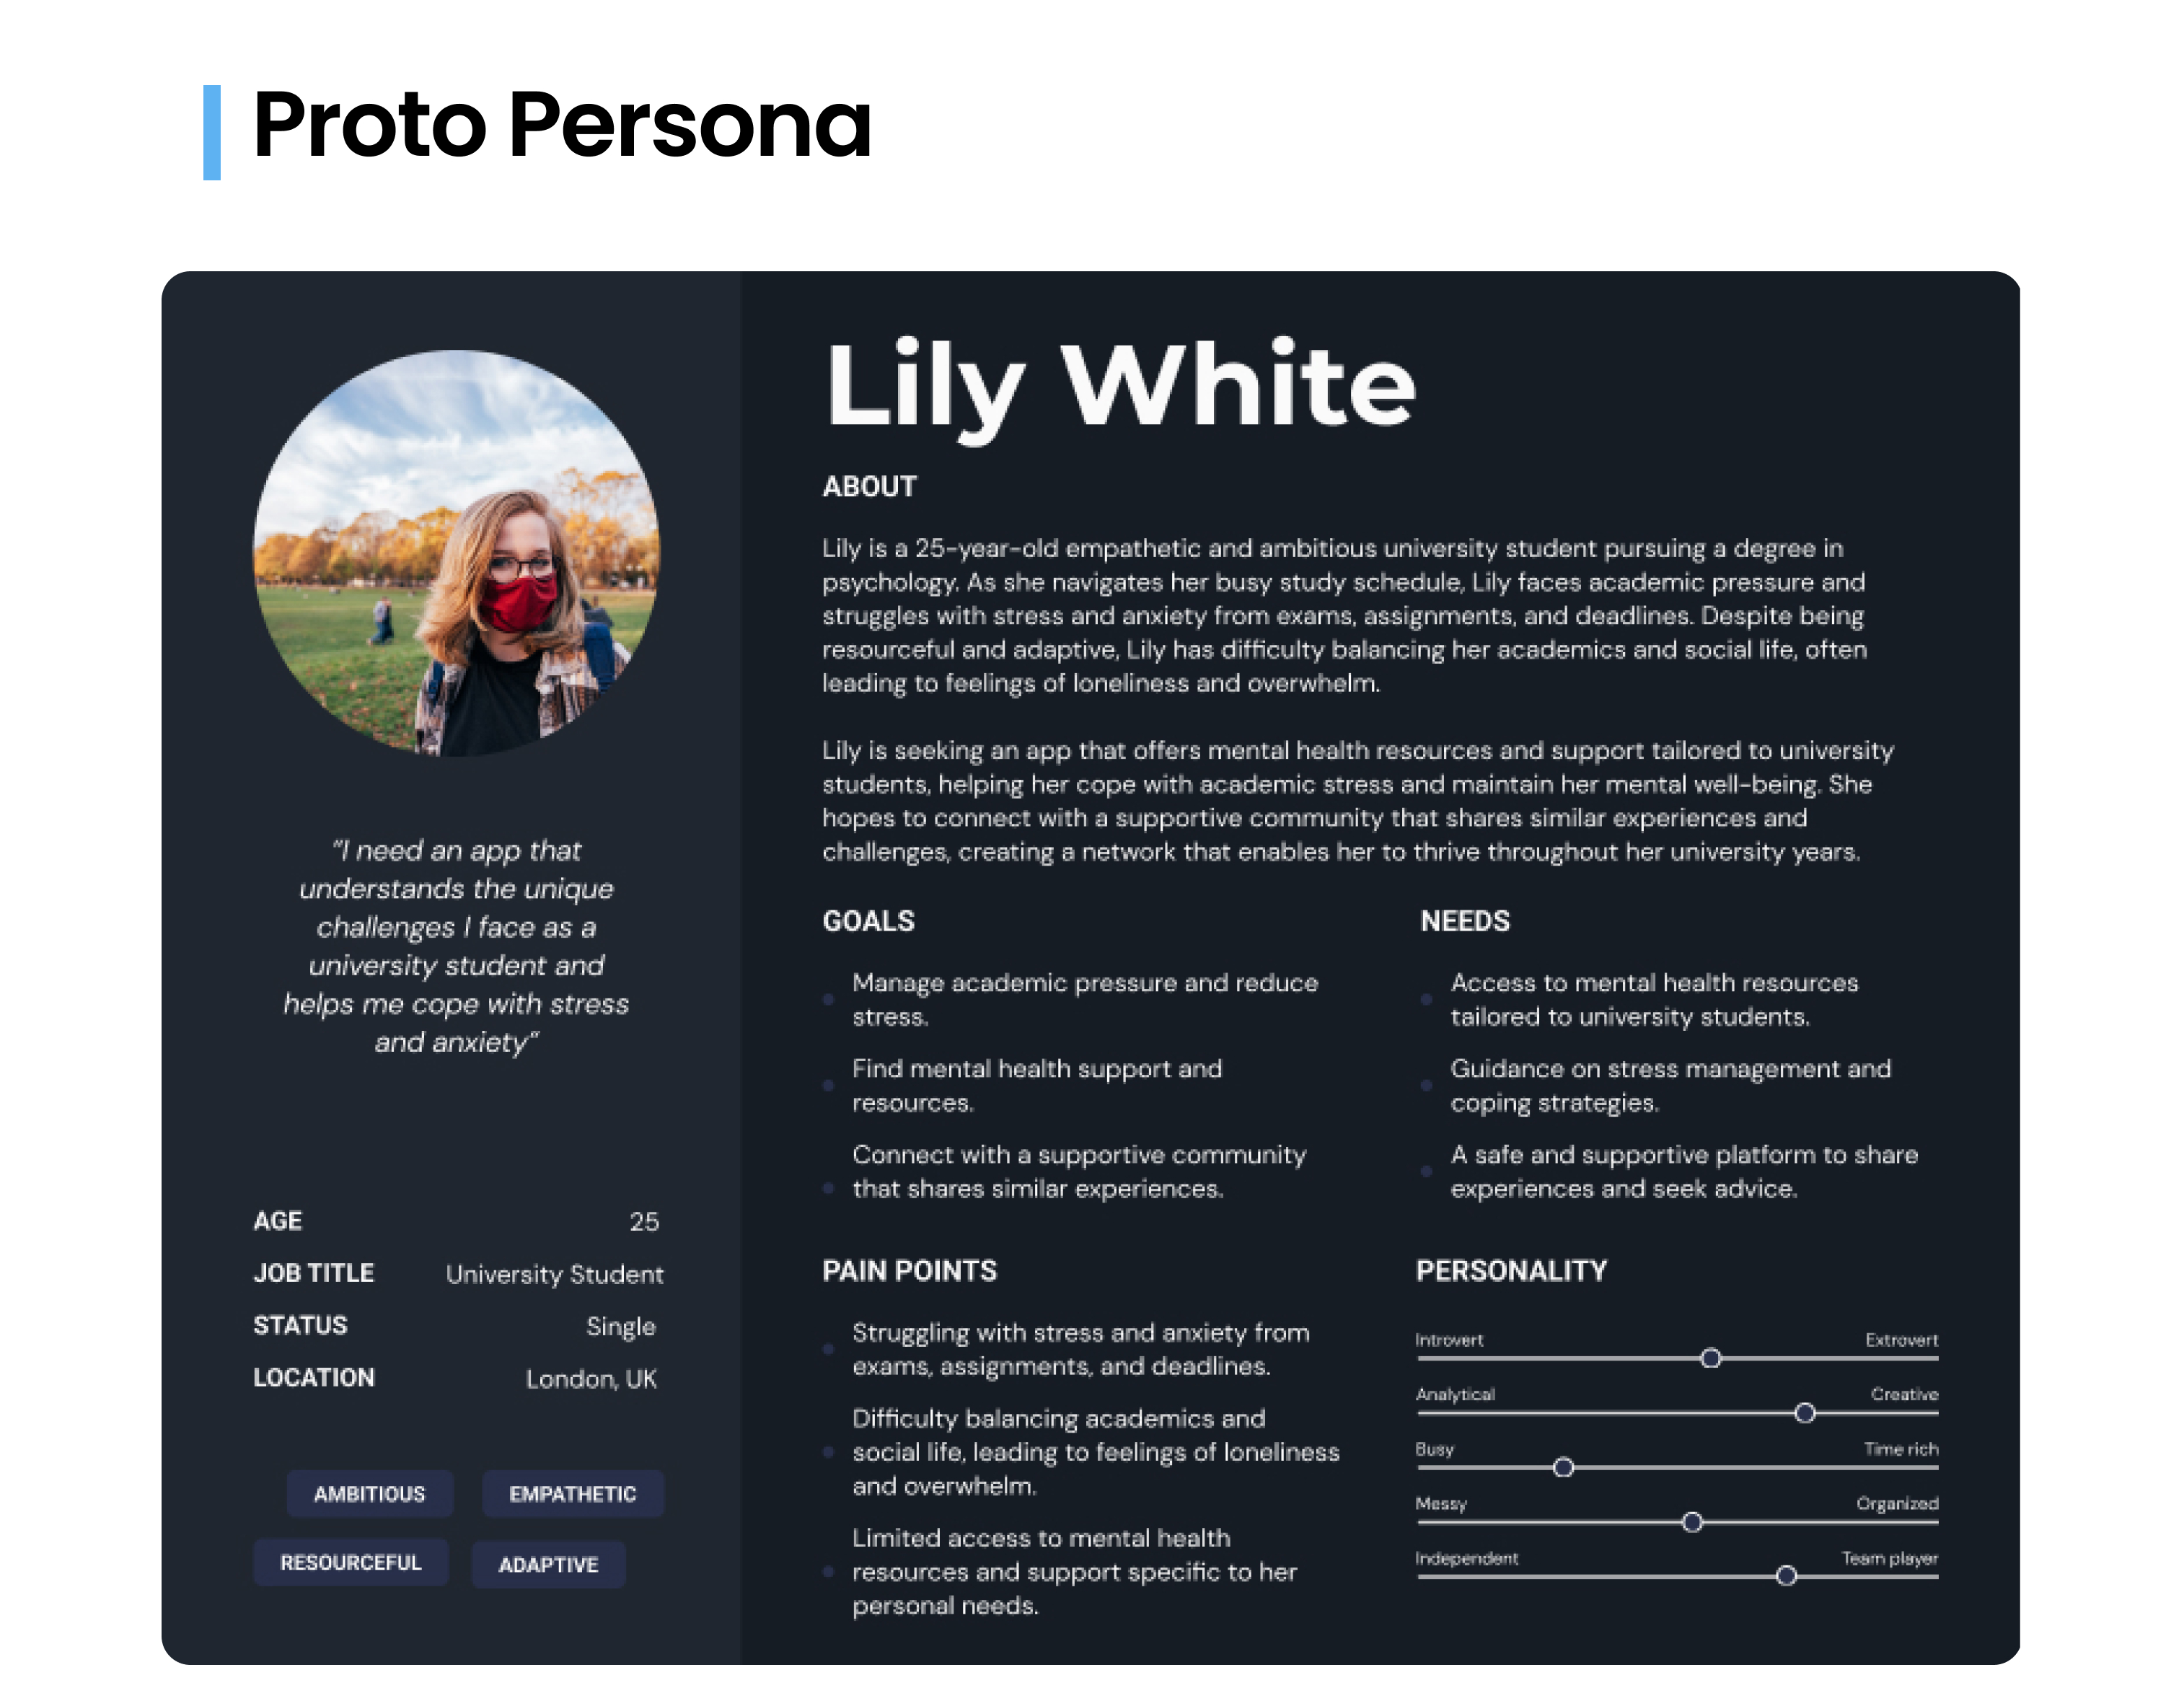 Proto Persona
“I need an app that
understands the unique
challenges I face as a
university student and
helps me cope with stress
and anxiety”
AGE 25
JOB TITLE University Student
STATUS Single
LOCATION London, UK
AMBITIOUS EMPATHETIC
RESOURCEFUL ADAPTIVE
Lily White
ABOUT
Lily is a 25-year-old empathetic and ambitious university student pursuing a degree in
psychology. As she navigates her busy study schedule, Lily faces academic pressure and
struggles with stress and anxiety from exams, assignments, and deadlines. Despite being
resourceful and adaptive, Lily has difficulty balancing her academics and social life, often
leading to feelings of loneliness and overwhelm.
Lily is seeking an app that offers mental health resources and support tailored to university
students, helping her cope with academic stress and maintain her mental well-being. She
hopes to connect with a supportive community that shares similar experiences and
challenges, creating a network that enables her to thrive throughout her university years.
GOALS
Manage academic pressure and reduce
stress.
Find mental health support and
resources.
Connect with a supportive community
that shares similar experiences.
NEEDS
Access to mental health resources
tailored to university students.
Guidance on stress management and
coping strategies.
A safe and supportive platform to share
experiences and seek advice.
PAIN POINTS
Struggling with stress and anxiety from
exams, assignments, and deadlines.
Difficulty balancing academics and
social life, leading to feelings of loneliness
and overwhelm.
Limited access to mental health
resources and support specific to her
personal needs.
PERSONALITY
Introvert Extrovert
Analytical Creative
Busy Time rich
Messy Organized
Independent Team player